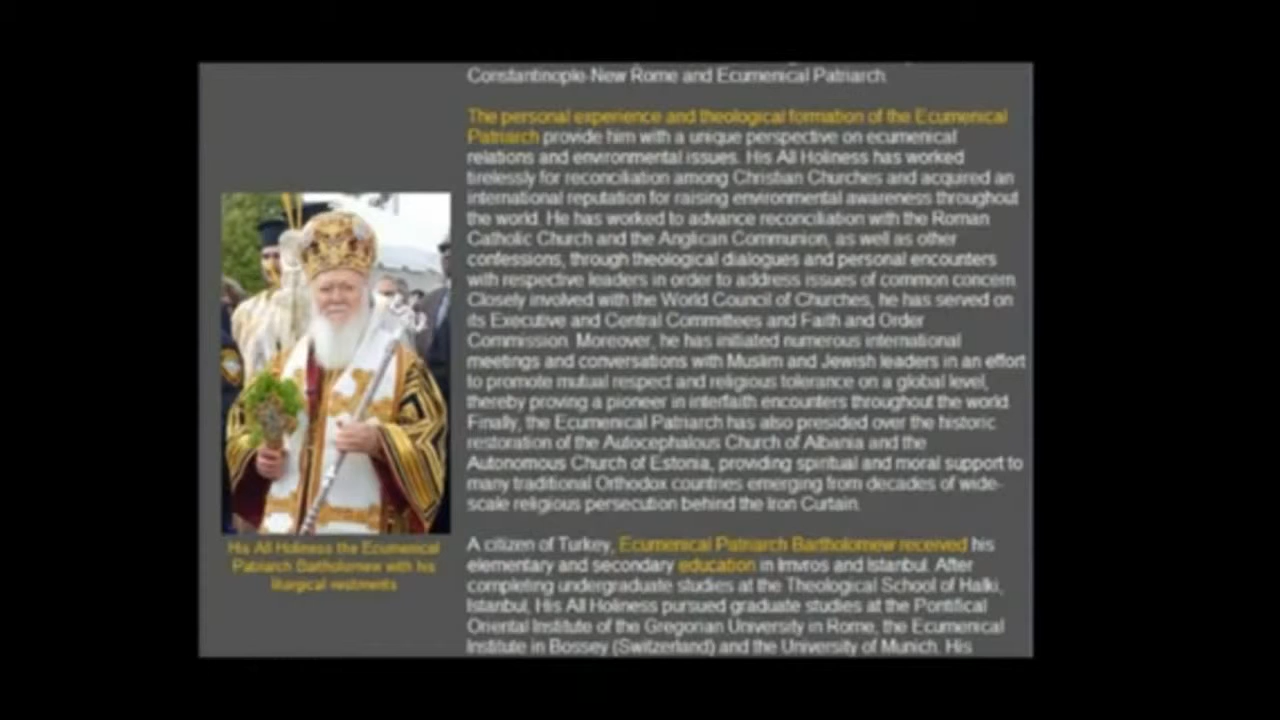 Constantinople-New Rome and Ecumenical Patriarch.
The personal experience and theological formation of the Ecumenical
Patriarch provide him with a unique perspective on ecumenical
relations and environmental issues. His All Holiness has worked
tirelessly for reconciliation among Christian Churches and acquired an
international reputation for raising environmental awareness throughout
the world. He has worked to advance reconciliation with the Roman
Catholic Church and the Anglican Communion, as well as other
confessions, through theological dialogues and personal encounters
with respective leaders in order to address issues of common concern.
Closely involved with the World Council of Churches, he has served on
its Executive and Central Committees and Faith and Order
Commission. Moreover, he has initiated numerous international
meetings and conversations with Muslim and Jewish leaders in an effort
to promote mutual respect and religious tolerance on a global level,
thereby proving a pioneer in interfaith encounters throughout the world.
Finally, the Ecumenical Patriarch has also presided over the historic
restoration of the Autocephalous Church of Albania and the
Autonomous Church of Estonia, providing spiritual and moral support to
many traditional Orthodox countries emerging from decades of wide-
scale religious persecution behind the Iron Curtain.
His All Holiness the Ecumenical
Patriarch Bartholomew with his
liturgical vestments
A citizen of Turkey, Ecumenical Patriarch Bartholomew received his
elementary and secondary education in Imvros and Istanbul. After
completing undergraduate studies at the Theological School of Halki,
Istanbul, His All Holiness pursued graduate studies at the Pontifical
Oriental Institute of the Gregorian University in Rome, the Ecumenical
Institute in Bossey (Switzerland) and the University of Munich. His